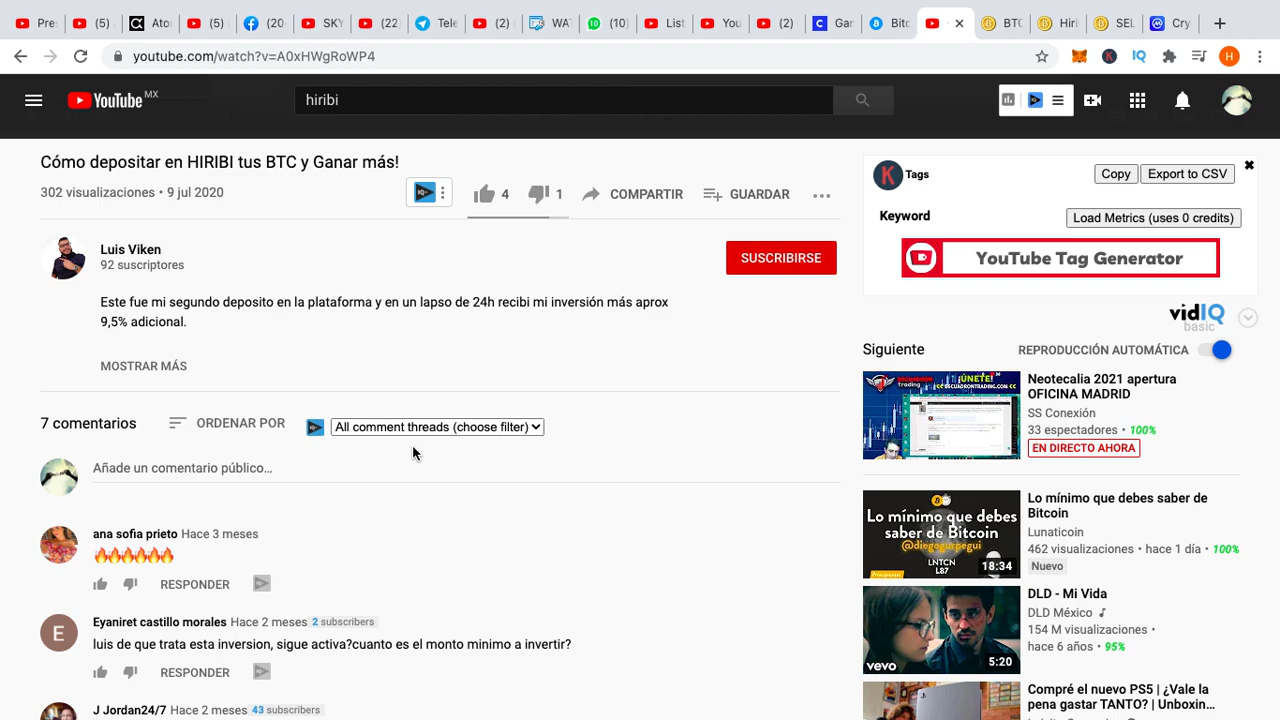 Pre
(5)
Ato
(5)
(20
SKY
(22
Tele
(2)
WA
(10)
List
You
(2)
Gar
Bitc
BTC
Hiri
SEL
Cry
youtube.com/watch?v=A0xHWgRoWP4
IQ
H
YouTube MX
hiribi
Cómo depositar en HIRIBI tus BTC y Ganar más!
302 visualizaciones • 9 jul 2020
4
1
COMPARTIR
GUARDAR
Luis Viken
92 suscriptores
SUSCRIBIRSE
Este fue mi segundo deposito en la plataforma y en un lapso de 24h recibi mi inversión más aprox
9,5% adicional.
MOSTRAR MÁS
7 comentarios
ORDENAR POR
All comment threads (choose filter)
Añade un comentario público...
ana sofia prieto Hace 3 meses
RESPONDER
E
Eyaniret castillo morales Hace 2 meses 2 subscribers
luis de que trata esta inversion, sigue activa?cuanto es el monto minimo a invertir?
RESPONDER
J Jordan24/7 Hace 2 meses 43 subscribers
K
Tags
Copy
Export to CSV
Keyword
Load Metrics (uses 0 credits)
YouTube Tag Generator
vidIQ
basic
Siguiente
REPRODUCCIÓN AUTOMÁTICA
¡ÚNETE!
Neotecalia 2021 apertura
OFICINA MADRID
SS Conexión
33 espectadores • 100%
EN DIRECTO AHORA
Lo mínimo que debes
saber de Bitcoin
@diegogurpegui
LNTCN
L87
18:34
Lo mínimo que debes saber de
Bitcoin
Lunaticoin
462 visualizaciones • hace 1 día • 100%
Nuevo
vevo
5:20
DLD - Mi Vida
DLD México
154 M visualizaciones •
hace 6 años • 95%
Compré el nuevo PS5 | ¿Vale la
pena gastar TANTO? | Unboxin...